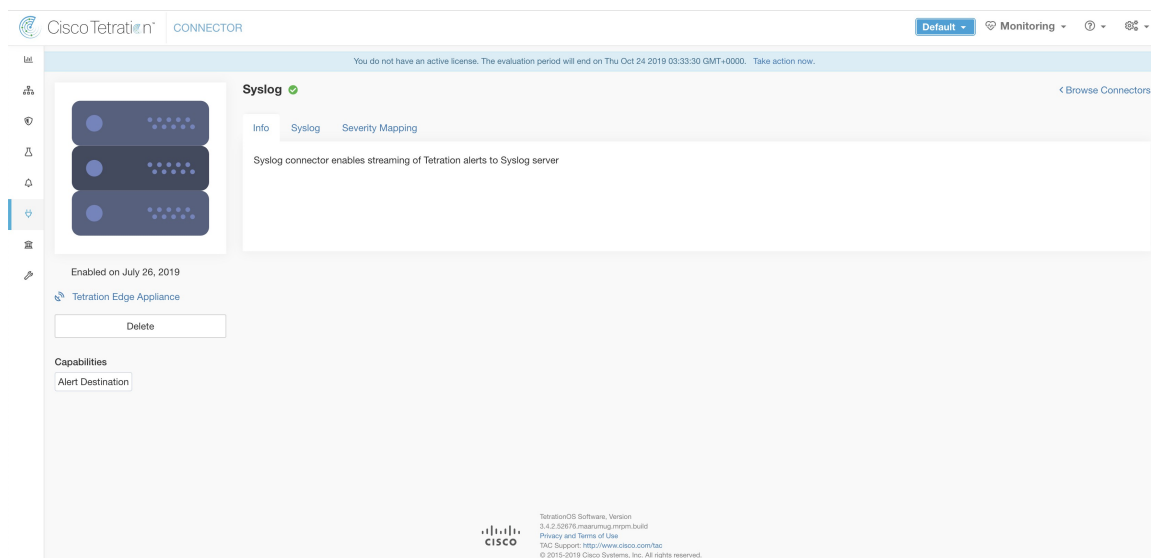 Cisco Tetration™ CONNECTOR
Default
Monitoring
You do not have an active license. The evaluation period will end on Thu Oct 24 2019 03:33:30 GMT+0000. Take action now.
Syslog
< Browse Connectors
Info Syslog Severity Mapping
Syslog connector enables streaming of Tetration alerts to Syslog server
Enabled on July 26, 2019
Tetration Edge Appliance
Delete
Capabilities
Alert Destination
CISCO
TetrationOS Software, Version
3.4.2.52676.maarumug.mrpm.build
Privacy and Terms of Use
TAC Support: http://www.cisco.com/tac
© 2015-2019 Cisco Systems, Inc. All rights reserved.